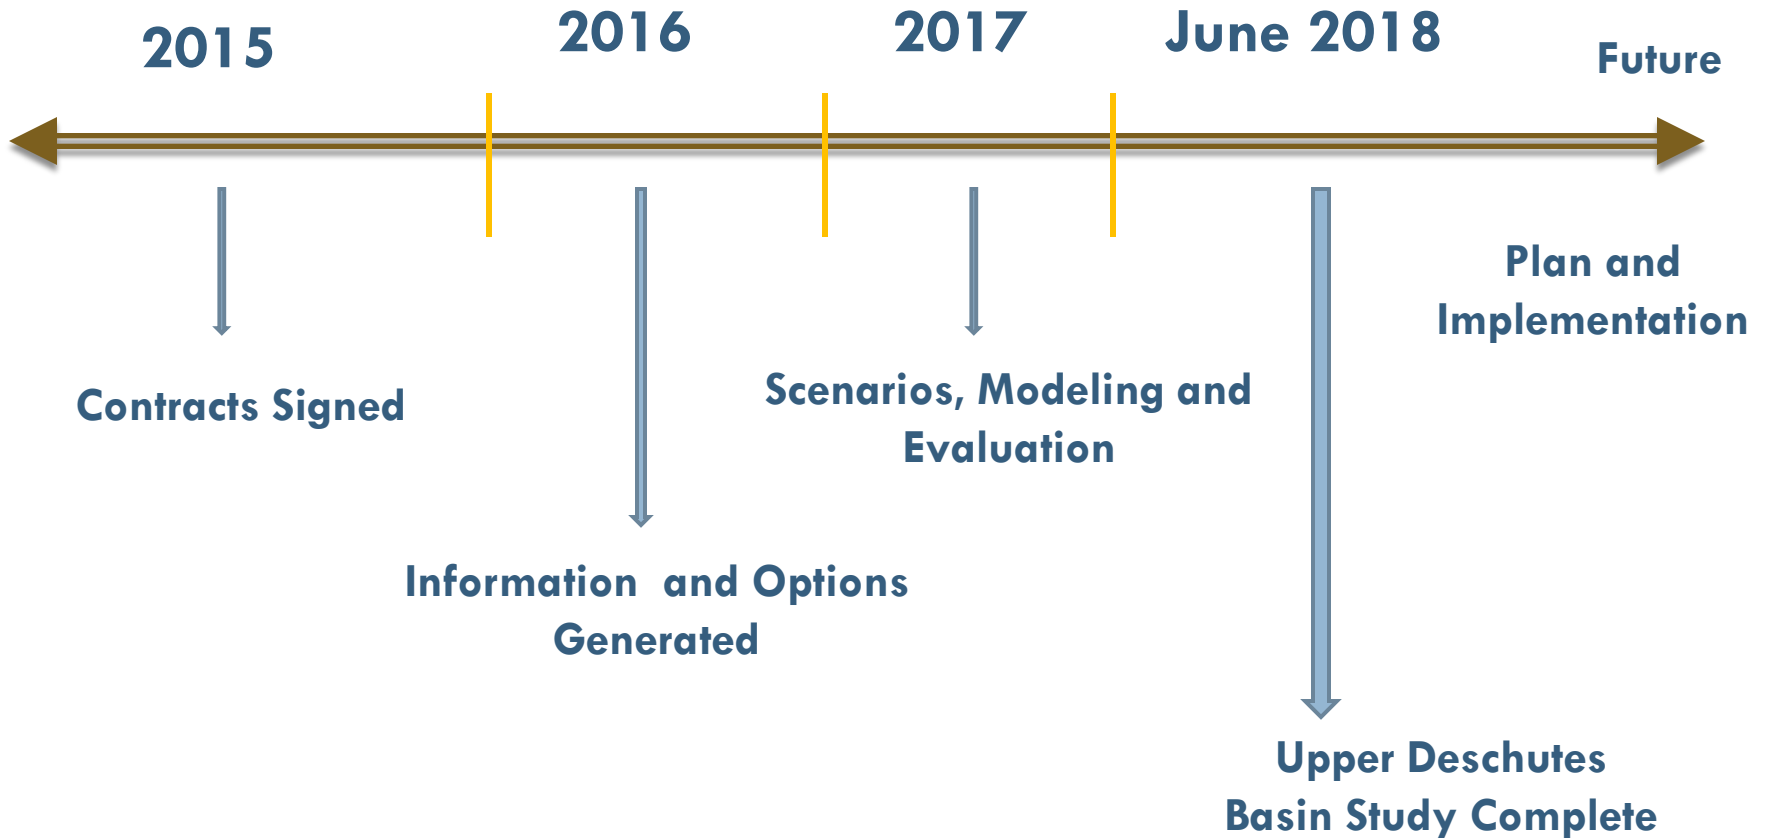 2015
2016
2017
June 2018
Future
Contracts Signed
Information and Options
Generated
Scenarios, Modeling and
Evaluation
Upper Deschutes
Basin Study Complete
Plan and
Implementation